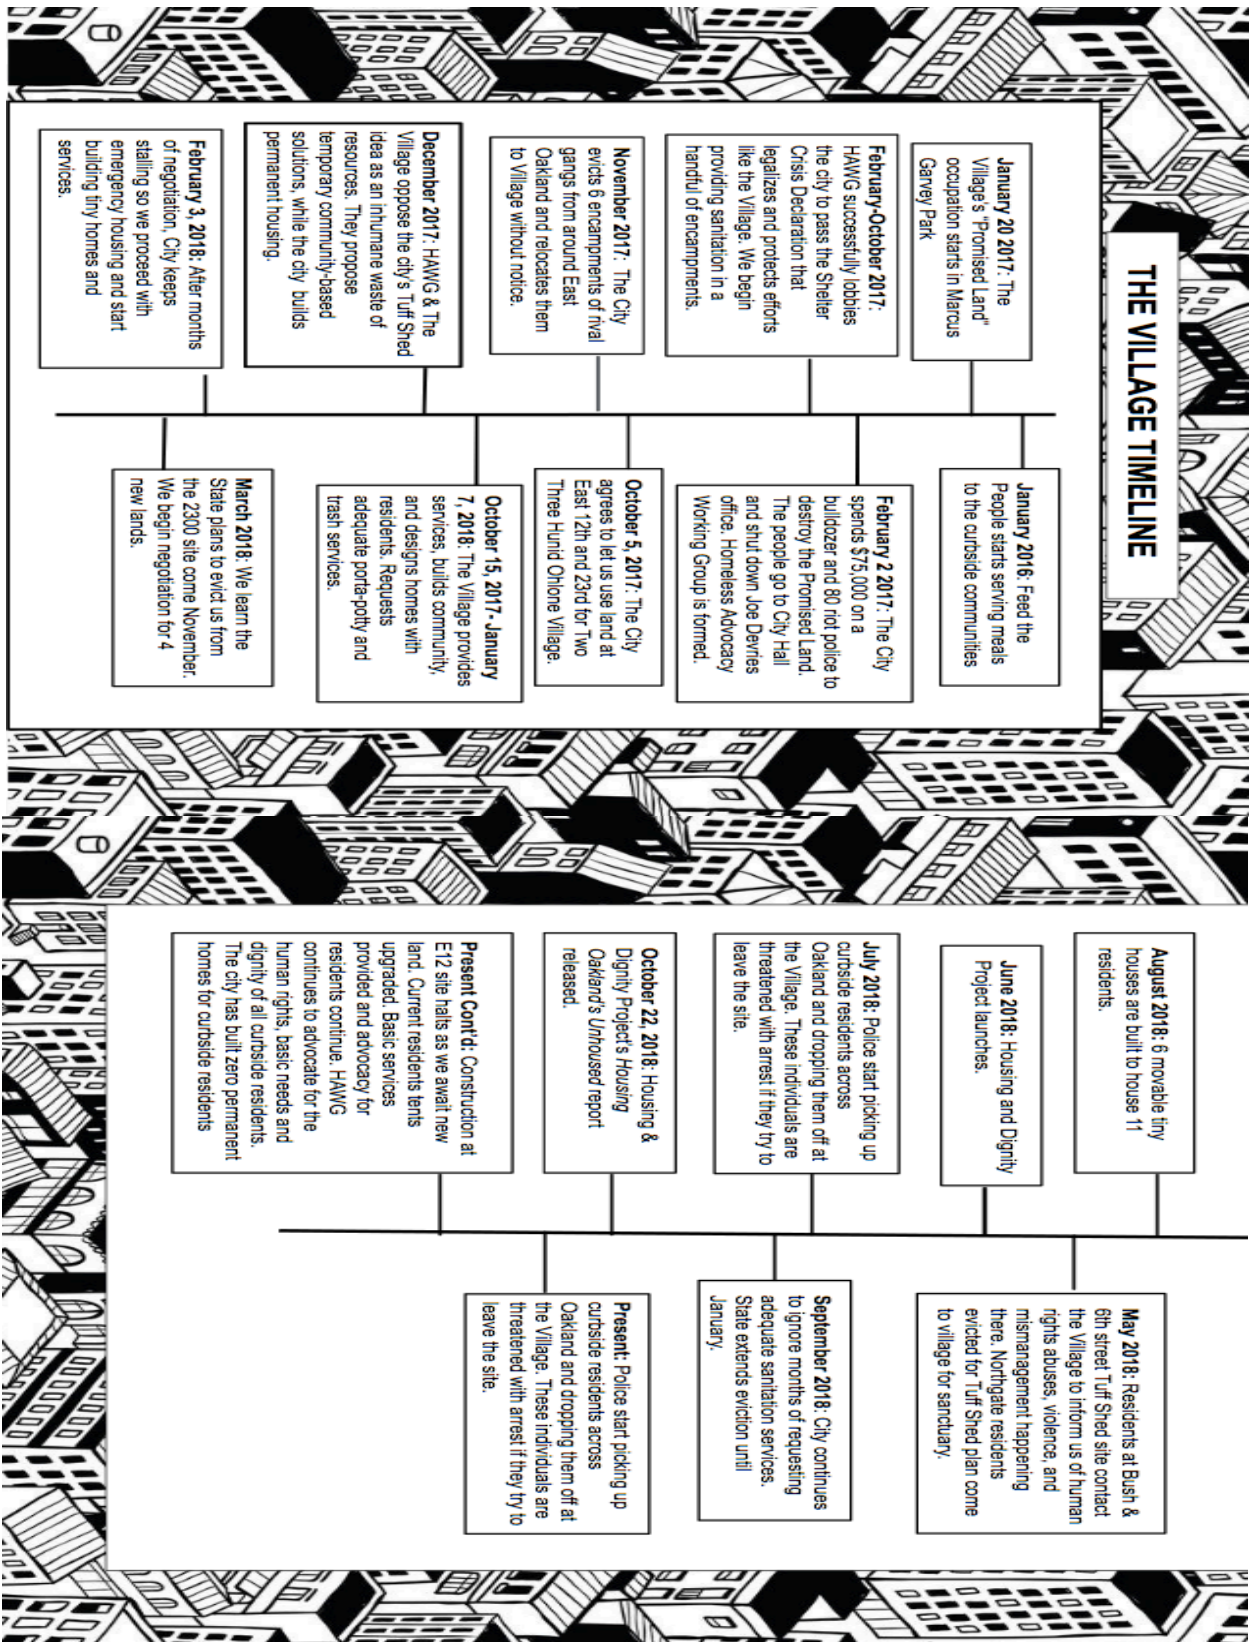 THE VILLAGE TIMELINE
January 2016: Feed the
People starts serving meals
to the curbside communities
January 20 2017: The
Village's "Promised Land"
occupation starts in Marcus
Garvey Park
February 2 2017: The City
spends $75,000 on a
bulldozer and 80 riot police to
destroy the Promised Land.
The people go to City Hall
and shut down Joe Devries
office. Homeless Advocacy
Working Group is formed.
February-October 2017:
HAWG successfully lobbies
the city to pass the Shelter
Crisis Declaration that
legalizes and protects efforts
like the Village. We begin
providing sanitation in a
handful of encampments.
October 5, 2017: The City
agrees to let us use land at
East 12th and 23rd for Two
Three Hunid Ohlone Village.
November 2017: The City
evicts 6 encampments of rival
gangs from around East
Oakland and relocates them
to Village without notice.
October 15, 2017- January
7, 2018: The Village provides
services, builds community,
and designs homes with
residents. Requests
adequate porta-potty and
trash services.
December 2017: HAWG & The
Village oppose the city's Tuff Shed
idea as an inhumane waste of
resources. They propose
temporary community-based
solutions, while the city builds
permanent housing.
February 3, 2018: After months
of negotiation, City keeps
stalling so we proceed with
emergency housing and start
building tiny homes and
services.
March 2018: We learn the
State plans to evict us from
the 2300 site come November.
We begin negotiation for 4
new lands.
August 2018: 6 movable tiny
houses are built to house 11
residents.
May 2018: Residents at Bush &
6th street Tuff Shed site contact
the Village to inform us of human
rights abuses, violence, and
mismanagement happening
there. Northgate residents
evicted for Tuff Shed plan come
to village for sanctuary.
June 2018: Housing and Dignity
Project launches.
July 2018: Police start picking up
curbside residents across
Oakland and dropping them off at
the Village. These individuals are
threatened with arrest if they try to
leave the site.
September 2018: City continues
to ignore months of requesting
adequate sanitation services.
State extends eviction until
January.
October 22, 2018: Housing &
Dignity Project's Housing
Oakland's Unhoused report
released.
Present: Police start picking up
curbside residents across
Oakland and dropping them off at
the Village. These individuals are
threatened with arrest if they try to
leave the site.
Present Cont'd: Construction at
E12 site halts as we await new
land. Current residents tents
upgraded. Basic services
provided and advocacy for
residents continue. HAWG
continues to advocate for the
human rights, basic needs and
dignity of all curbside residents.
The city has built zero permanent
homes for curbside residents